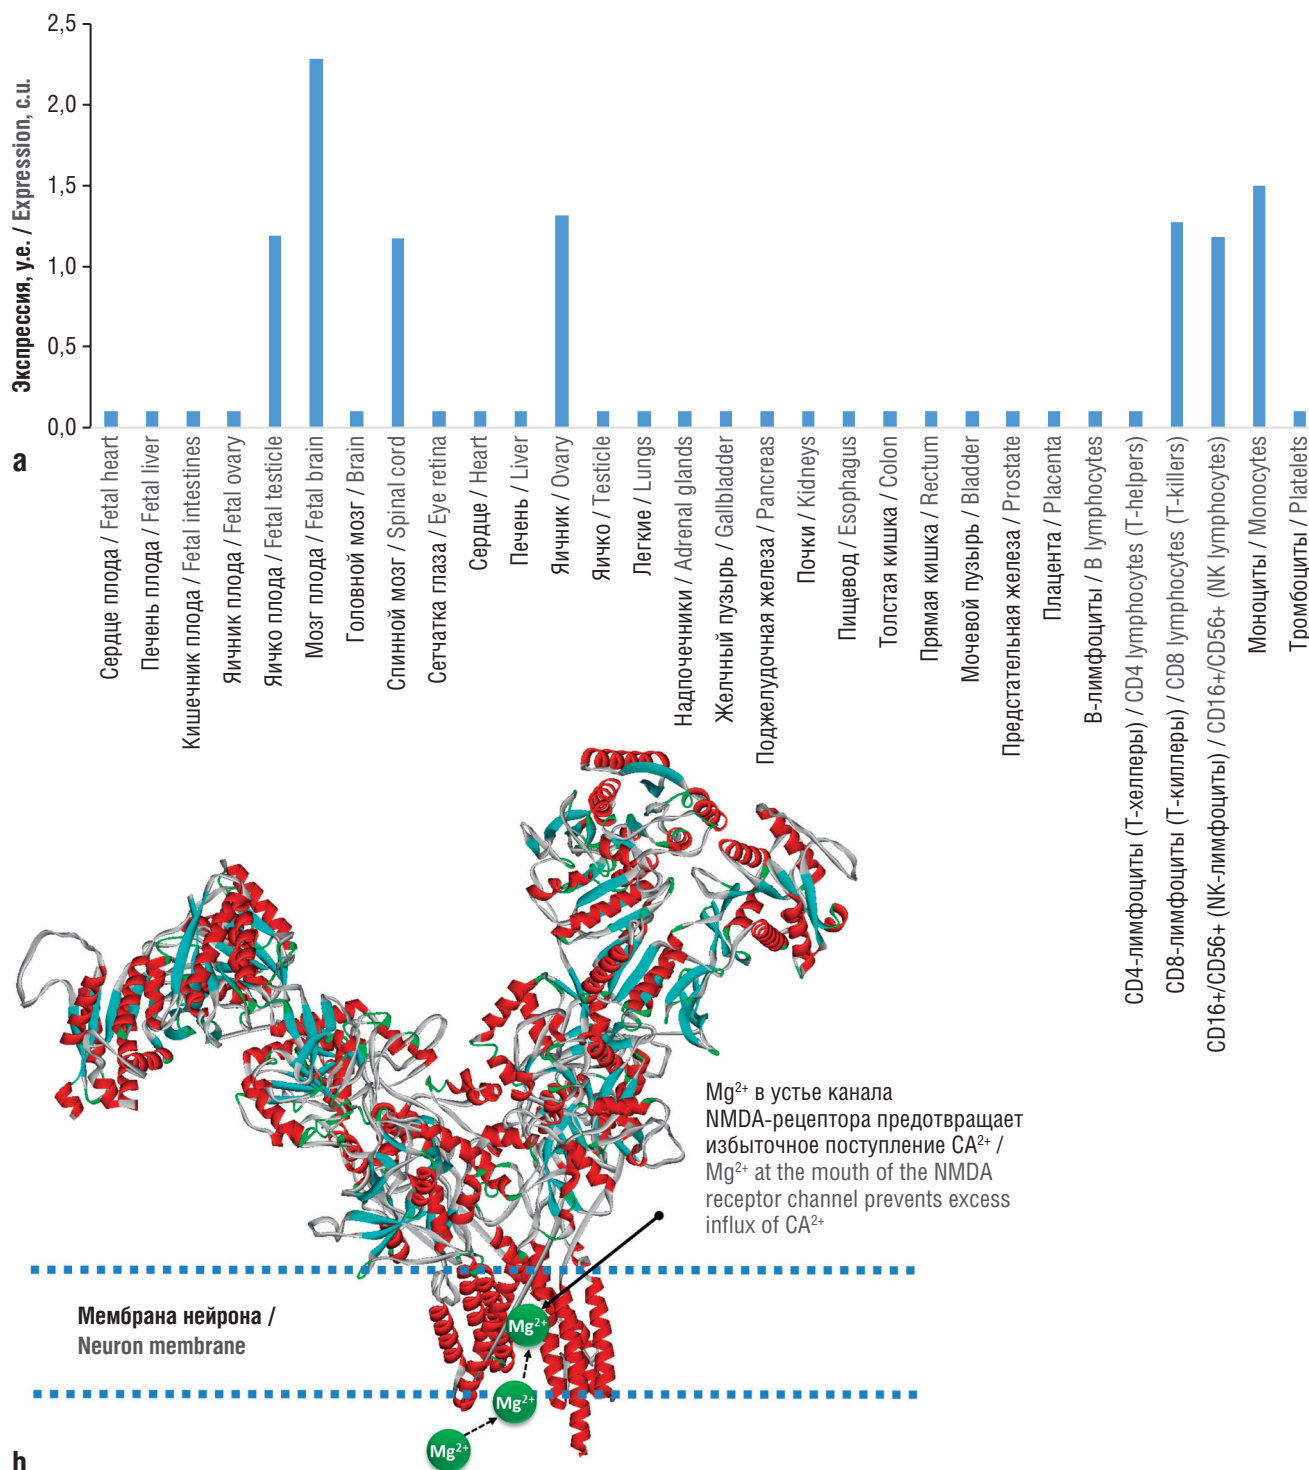 Экспрессия, у.е. / Expression, c.u.
2,5
2,0
1,5
1,0
0,5
0,0
a
Сердце плода / Fetal heart
Печень плода / Fetal liver
Кишечник плода / Fetal intestines
Яичник плода / Fetal ovary
Яичко плода / Fetal testicle
Мозг плода / Fetal brain
Головной мозг / Brain
Спинной мозг / Spinal cord
Сетчатка глаза / Eye retina
Сердце / Heart
Печень / Liver
Яичник / Ovary
Яичко / Testicle
Легкие / Lungs
Надпочечники / Adrenal glands
Желчный пузырь / Gallbladder
Поджелудочная железа / Pancreas
Почки / Kidneys
Пищевод / Esophagus
Толстая кишка / Colon
Прямая кишка / Rectum
Мочевой пузырь / Bladder
Предстательная железа / Prostate
Плацента / Placenta
В-лимфоциты / B lymphocytes
CD4-лимфоциты (Т-хелперы) / CD4 lymphocytes (T-helpers)
CD8-лимфоциты (Т-киллеры) / CD8 lymphocytes (T-killers)
CD16+/CD56+ (NK-лимфоциты) / CD16+/CD56+ (NK lymphocytes)
Моноциты / Monocytes
Тромбоциты / Platelets
Mg²⁺ в устье канала
NMDA-рецептора предотвращает
избыточное поступление CA²⁺ /
Mg²⁺ at the mouth of the NMDA
receptor channel prevents excess
influx of CA²⁺
Мембрана нейрона /
Neuron membrane
Mg²⁺
Mg²⁺
Mg²⁺
h